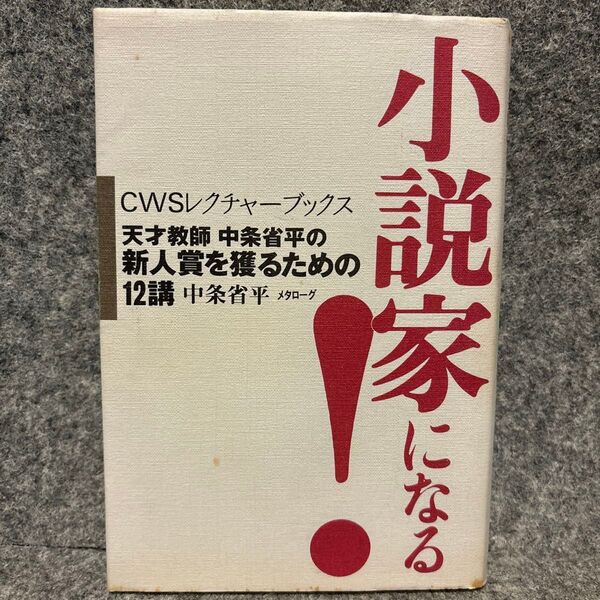 小説家になる!
CWSレクチャーブックス
天才教師 中条省平の
新人賞を獲るための
12講 中条省平 メタローグ